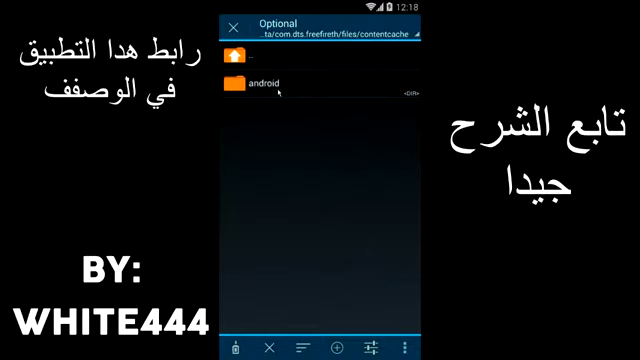 12:18
Optional
..ta/com.dts.freefireth/files/contentcache
..
android
<DIR>
رابط هدا التطبيق
في الوصفف
تابع الشرح
جيدا
BY:
WHITE444